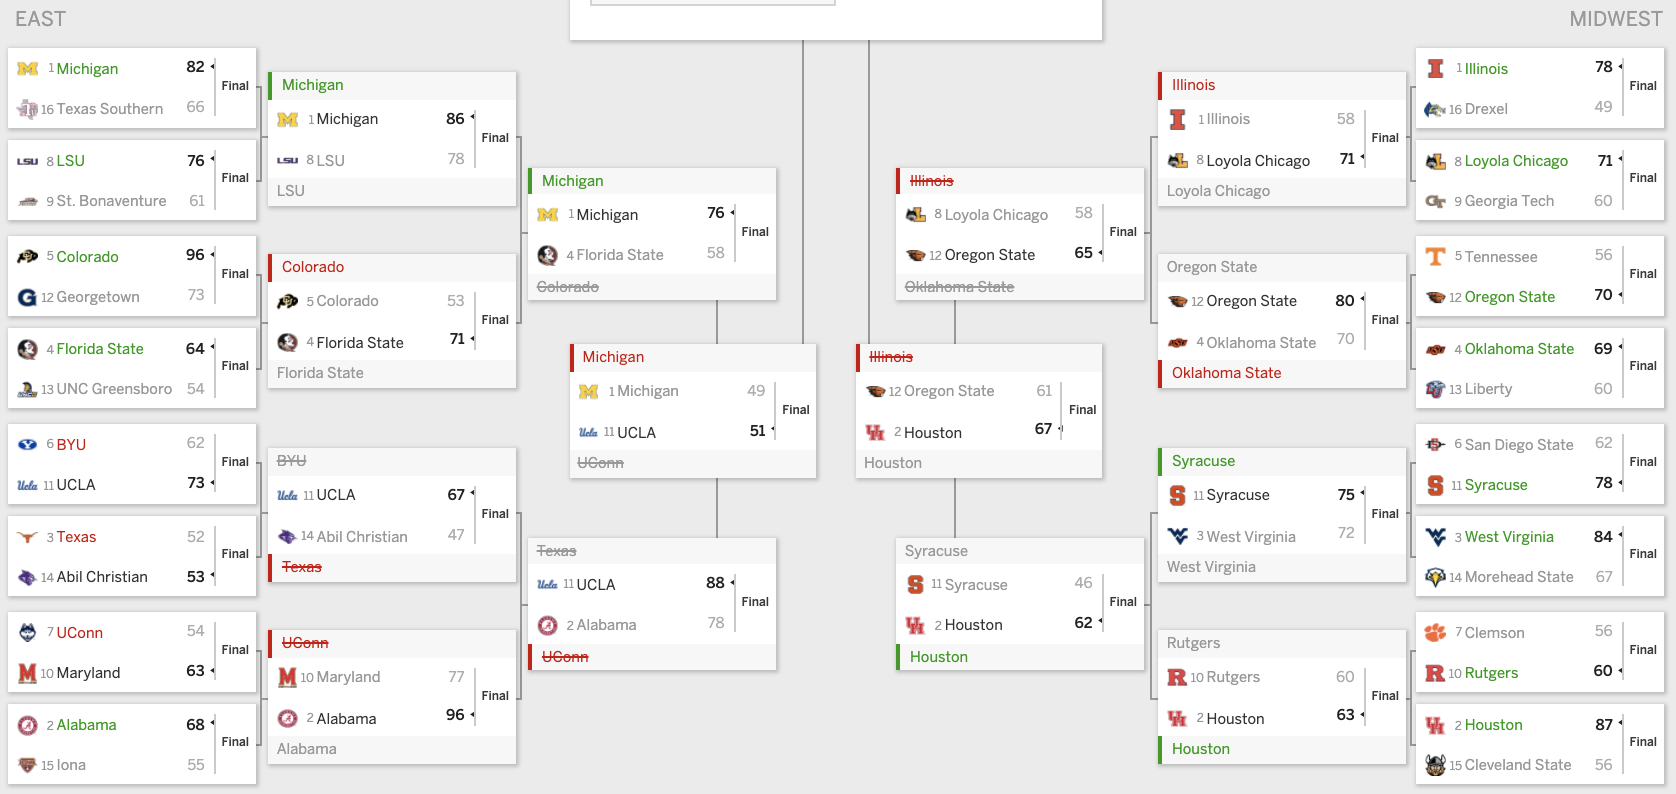 EAST
MIDWEST
1 Michigan 82
16 Texas Southern 66
Final
8 LSU 76
9 St. Bonaventure 61
Final
5 Colorado 96
12 Georgetown 73
Final
4 Florida State 64
13 UNC Greensboro 54
Final
6 BYU 62
11 UCLA 73
Final
3 Texas 52
14 Abil Christian 53
Final
7 UConn 54
10 Maryland 63
Final
2 Alabama 68
15 Iona 55
Final
Michigan
1 Michigan 86
8 LSU 78
Final
LSU
Colorado
5 Colorado 53
4 Florida State 71
Final
Florida State
BYU
11 UCLA 67
14 Abil Christian 47
Final
Texas
UConn
10 Maryland 77
2 Alabama 96
Final
Alabama
Michigan
1 Michigan 76
4 Florida State 58
Final
Colorado
Texas
11 UCLA 88
2 Alabama 78
Final
UConn
Michigan
1 Michigan 49
11 UCLA 51
Final
UConn
Illinois
12 Oregon State 61
2 Houston 67
Final
Houston
Illinois
8 Loyola Chicago 58
12 Oregon State 65
Final
Oklahoma State
Syracuse
11 Syracuse 46
2 Houston 62
Final
Houston
Illinois
1 Illinois 58
8 Loyola Chicago 71
Final
Loyola Chicago
Oregon State
12 Oregon State 80
4 Oklahoma State 70
Final
Oklahoma State
Syracuse
11 Syracuse 75
3 West Virginia 72
Final
West Virginia
Rutgers
10 Rutgers 60
2 Houston 63
Final
Houston
1 Illinois 78
16 Drexel 49
Final
8 Loyola Chicago 71
9 Georgia Tech 60
Final
5 Tennessee 56
12 Oregon State 70
Final
4 Oklahoma State 69
13 Liberty 60
Final
6 San Diego State 62
11 Syracuse 78
Final
3 West Virginia 84
14 Morehead State 67
Final
7 Clemson 56
10 Rutgers 60
Final
2 Houston 87
15 Cleveland State 56
Final